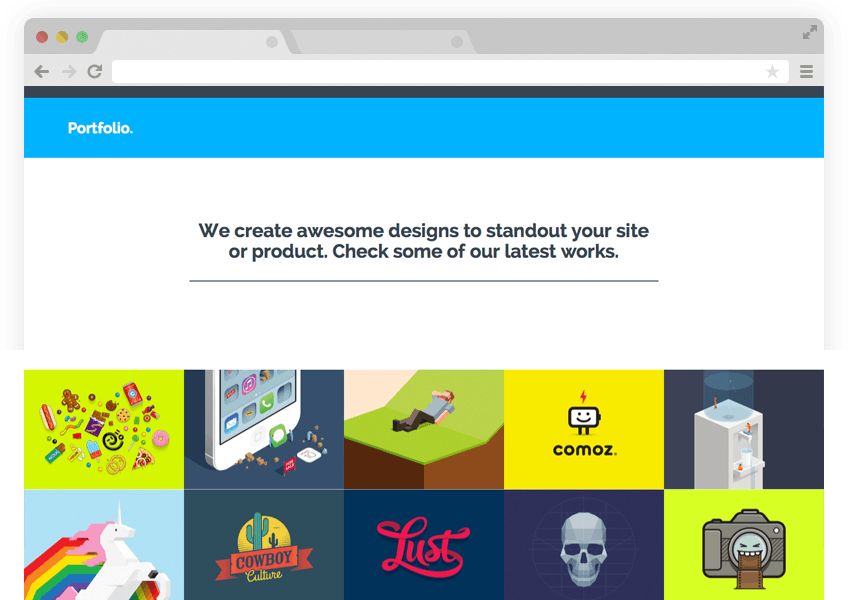 Portfolio.
We create awesome designs to standout your site
or product. Check some of our latest works.
comoz.
COWBOY
Culture
Lust